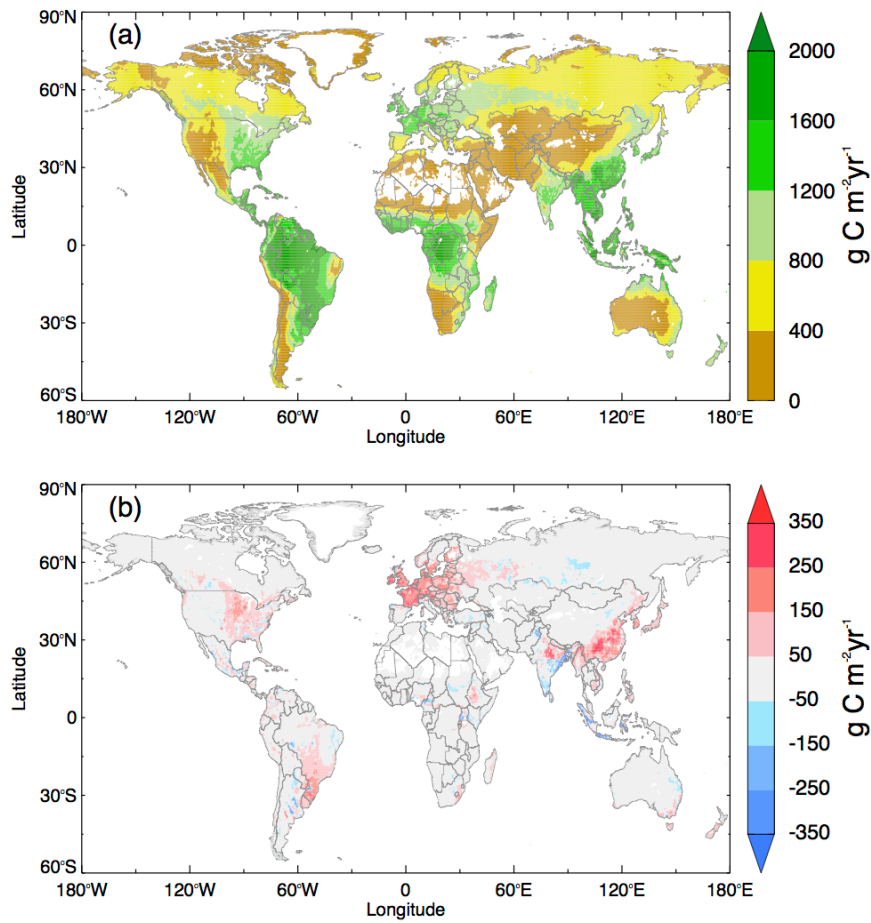 (a)
90°N
60°N
30°N
0
30°S
60°S
Latitude
180°W
120°W
60°W
0
60°E
120°E
180°E
Longitude
2000
1600
1200
800
400
0
g C m⁻²yr⁻¹
(b)
90°N
60°N
30°N
0
30°S
60°S
Latitude
180°W
120°W
60°W
0
60°E
120°E
180°E
Longitude
350
250
150
50
-50
-150
-250
-350
g C m⁻²yr⁻¹